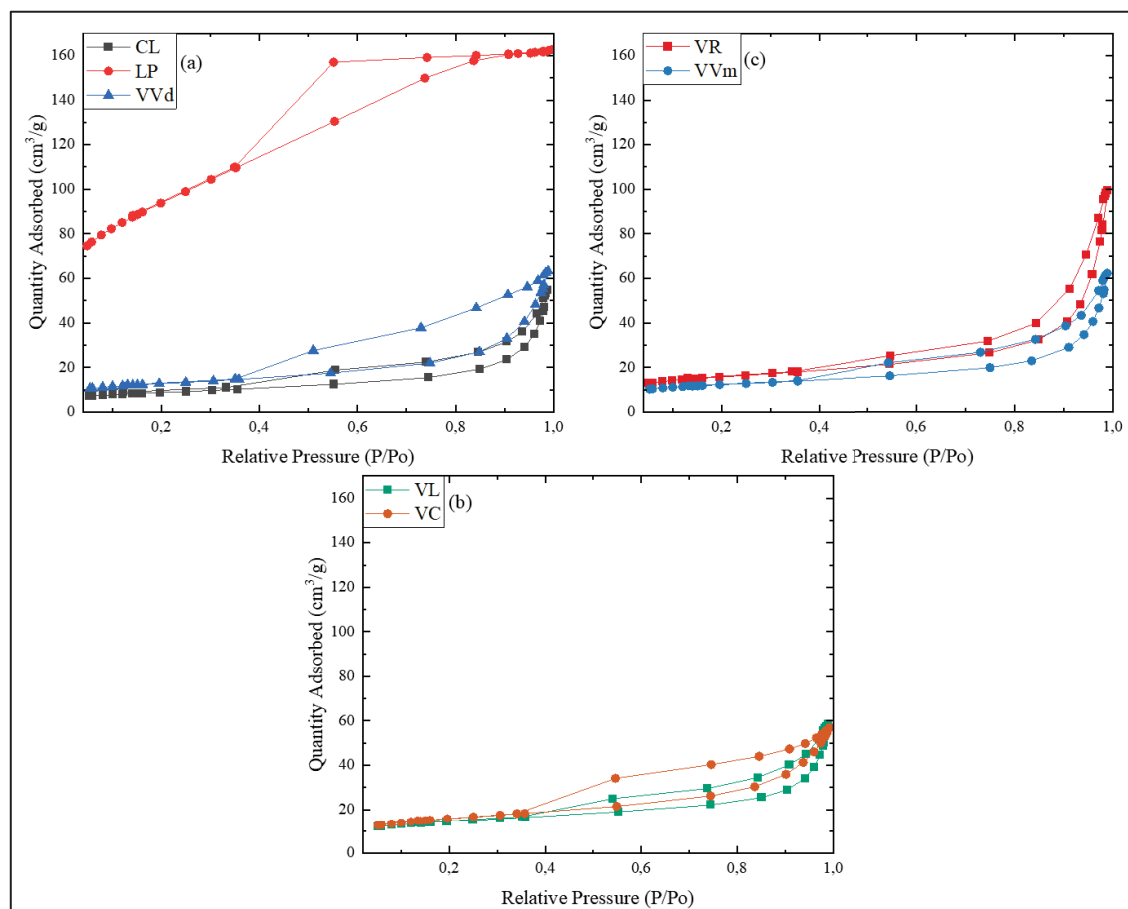 CL
LP
VVd
(a)
160
140
120
100
80
60
40
20
0
Quantity Adsorbed (cm³/g)
0,2
0,4
0,6
0,8
1,0
Relative Pressure (P/Po)
VR
VVm
(c)
160
140
120
100
80
60
40
20
0
Quantity Adsorbed (cm³/g)
0,2
0,4
0,6
0,8
1,0
Relative Pressure (P/Po)
VL
VC
(b)
160
140
120
100
80
60
40
20
0
Quantity Adsorbed (cm³/g)
0,2
0,4
0,6
0,8
1,0
Relative Pressure (P/Po)